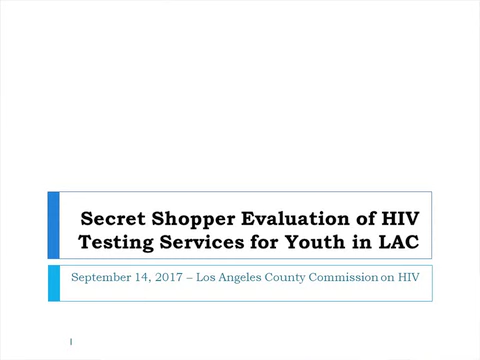 Secret Shopper Evaluation of HIV
Testing Services for Youth in LAC
September 14, 2017 – Los Angeles County Commission on HIV
1